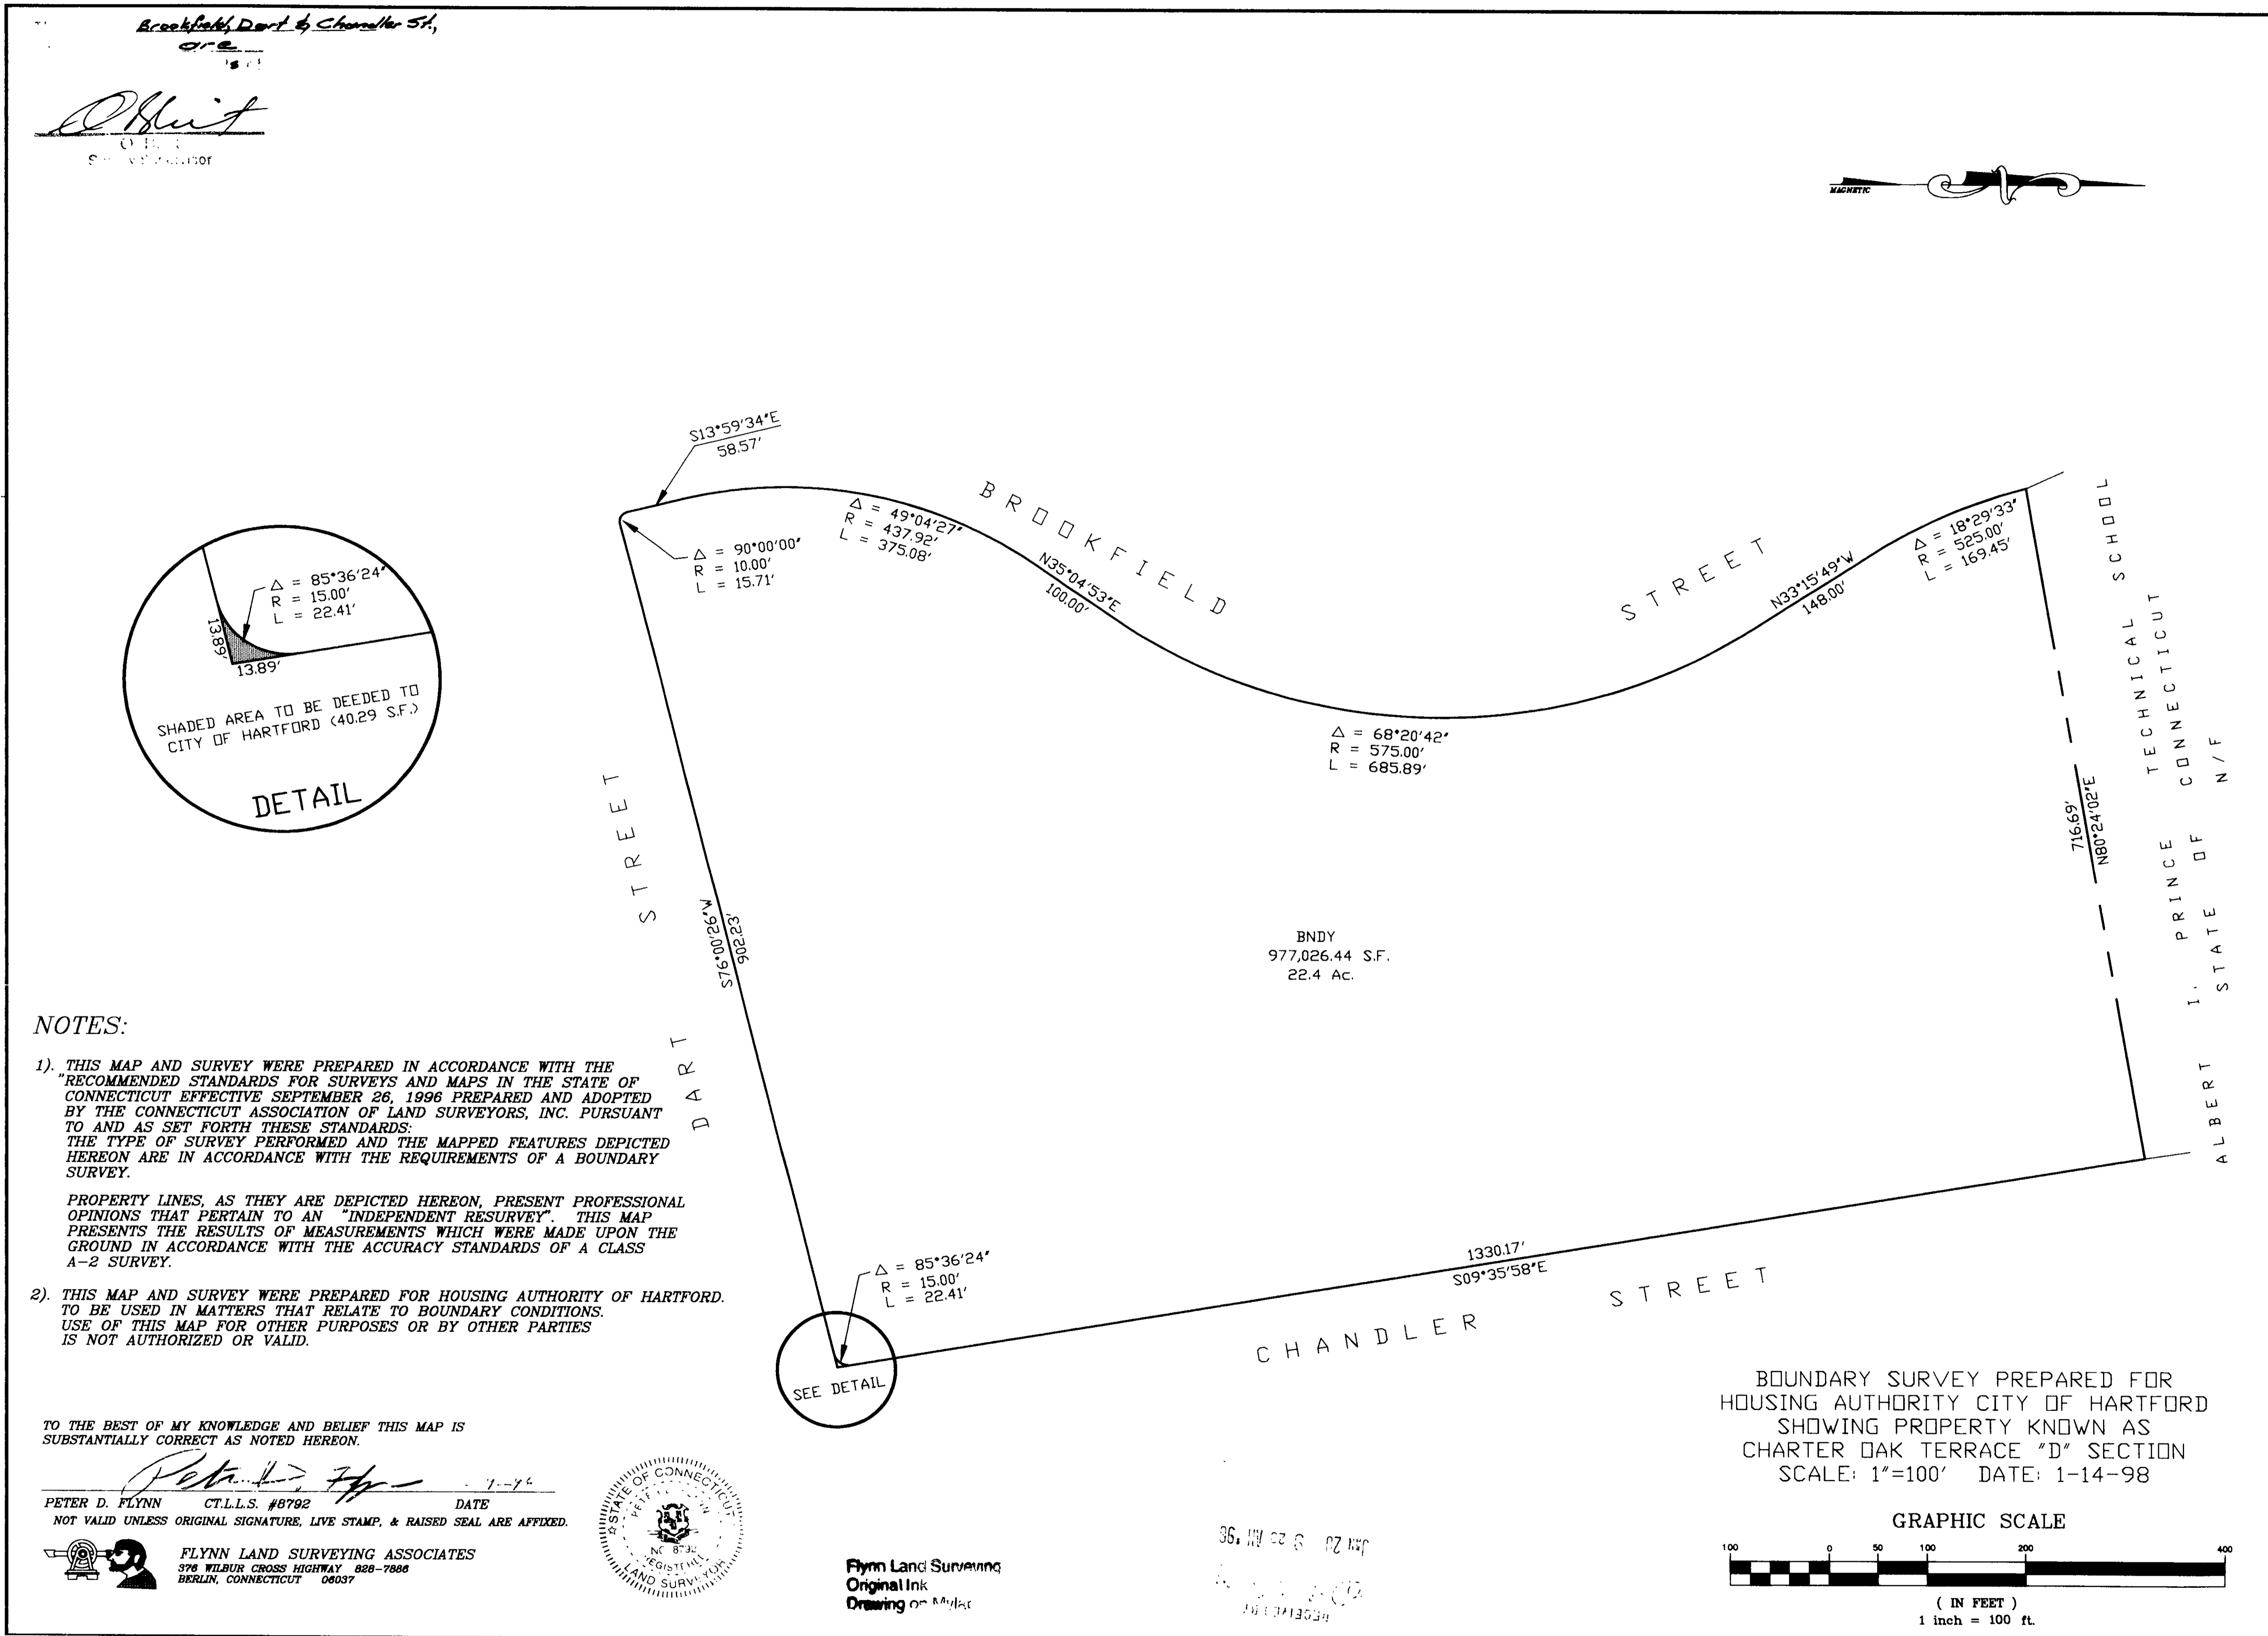 Brookfield, Dart & Chandler St.,
are
MAGNETIC
S13°59'34"E
58.57'
Δ = 90°00'00"
R = 10.00'
L = 15.71'
Δ = 49°04'27"
R = 437.92'
L = 375.08'
BROOKFIELD STREET
N35°04'53"E
100.00'
Δ = 68°20'42"
R = 575.00'
L = 685.89'
N33°15'49"W
148.00'
Δ = 18°29'33"
R = 525.00'
L = 169.45'
716.69'
N80°24'02"E
ALBERT I. PRINCE TECHNICAL SCHOOL
STATE OF CONNECTICUT
N/F
Δ = 85°36'24"
R = 15.00'
L = 22.41'
13.89'
13.89'
SHADED AREA TO BE DEEDED TO
CITY OF HARTFORD (40.29 S.F.)
DETAIL
DART STREET
S76°00'26"W
902.23'
BNDY
977,026.44 S.F.
22.4 Ac.
Δ = 85°36'24"
R = 15.00'
L = 22.41'
SEE DETAIL
1330.17'
S09°35'58"E
CHANDLER STREET
NOTES:
1). THIS MAP AND SURVEY WERE PREPARED IN ACCORDANCE WITH THE
"RECOMMENDED STANDARDS FOR SURVEYS AND MAPS IN THE STATE OF
CONNECTICUT EFFECTIVE SEPTEMBER 26, 1996 PREPARED AND ADOPTED
BY THE CONNECTICUT ASSOCIATION OF LAND SURVEYORS, INC. PURSUANT
TO AND AS SET FORTH THESE STANDARDS:
THE TYPE OF SURVEY PERFORMED AND THE MAPPED FEATURES DEPICTED
HEREON ARE IN ACCORDANCE WITH THE REQUIREMENTS OF A BOUNDARY
SURVEY.
PROPERTY LINES, AS THEY ARE DEPICTED HEREON, PRESENT PROFESSIONAL
OPINIONS THAT PERTAIN TO AN "INDEPENDENT RESURVEY". THIS MAP
PRESENTS THE RESULTS OF MEASUREMENTS WHICH WERE MADE UPON THE
GROUND IN ACCORDANCE WITH THE ACCURACY STANDARDS OF A CLASS
A-2 SURVEY.
2). THIS MAP AND SURVEY WERE PREPARED FOR HOUSING AUTHORITY OF HARTFORD.
TO BE USED IN MATTERS THAT RELATE TO BOUNDARY CONDITIONS.
USE OF THIS MAP FOR OTHER PURPOSES OR BY OTHER PARTIES
IS NOT AUTHORIZED OR VALID.
TO THE BEST OF MY KNOWLEDGE AND BELIEF THIS MAP IS
SUBSTANTIALLY CORRECT AS NOTED HEREON.
PETER D. FLYNN CT.L.L.S. #8792 DATE
NOT VALID UNLESS ORIGINAL SIGNATURE, LIVE STAMP, & RAISED SEAL ARE AFFIXED.
FLYNN LAND SURVEYING ASSOCIATES
376 WILBUR CROSS HIGHWAY 828-7886
BERLIN, CONNECTICUT 06037
STATE OF CONNECTICUT
LAND SURVEYOR
Flynn Land Surveying
Original Ink
Drawing on Mylar
BOUNDARY SURVEY PREPARED FOR
HOUSING AUTHORITY CITY OF HARTFORD
SHOWING PROPERTY KNOWN AS
CHARTER OAK TERRACE "D" SECTION
SCALE: 1"=100' DATE: 1-14-98
GRAPHIC SCALE
100 0 50 100 200 400
( IN FEET )
1 inch = 100 ft.